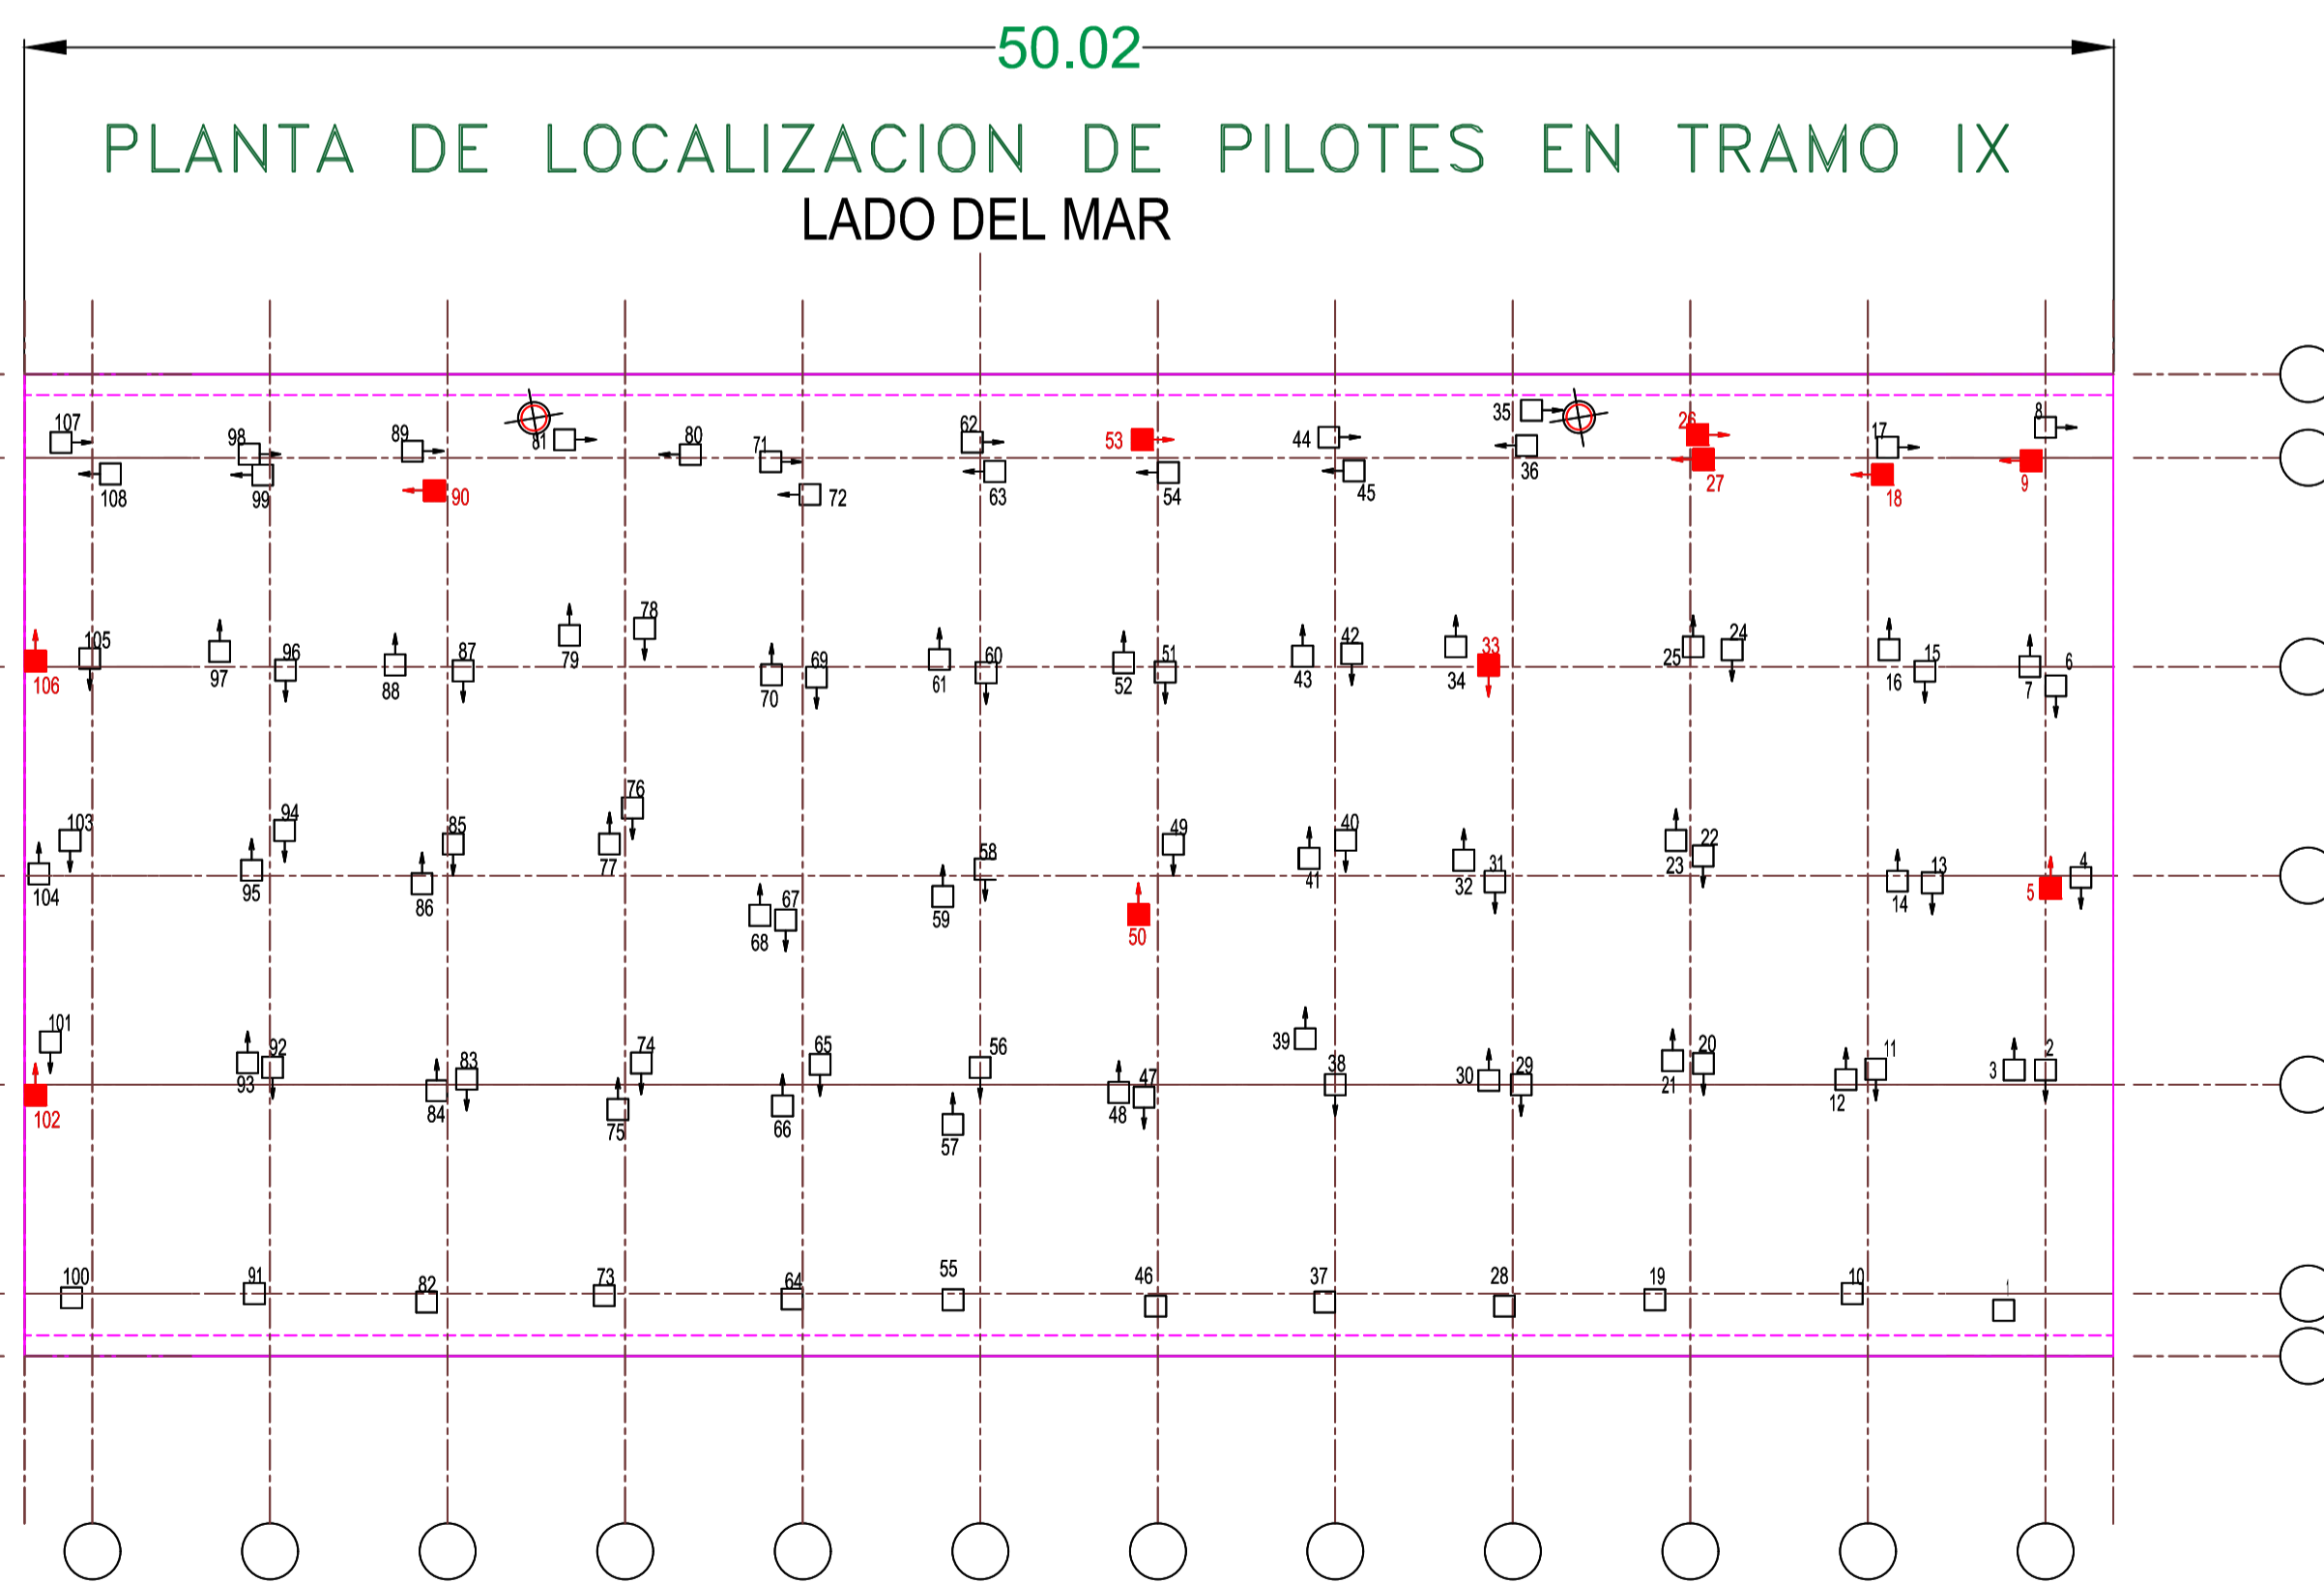 50.02
PLANTA DE LOCALIZACION DE PILOTES EN TRAMO IX
LADO DEL MAR
107 98 89 81 80 71 62 53 44 35 26 17 8
108 99 90 72 63 54 45 36 27 18 9
105 96 87 78 69 60 51 42 33 24 15 6
106 97 88 79 70 61 52 43 34 25 16 7
103 94 85 76 67 58 49 40 31 22 13 4
104 95 86 77 68 59 50 41 32 23 14 5
101 92 83 74 65 56 47 38 29 20 11 2
102 93 84 75 66 57 48 39 30 21 12 3
100 91 82 73 64 55 46 37 28 19 10 1